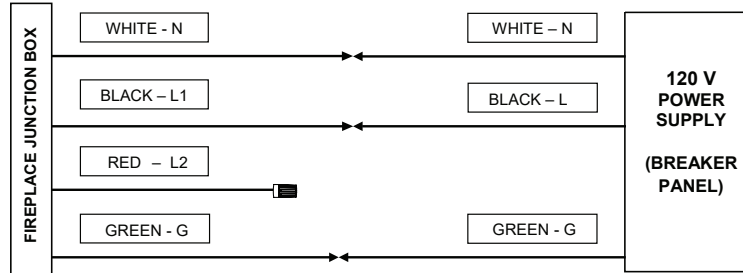 FIREPLACE JUNCTION BOX
WHITE - N
WHITE – N
BLACK – L1
BLACK – L
RED – L2
GREEN - G
GREEN - G
120 V
POWER
SUPPLY
(BREAKER
PANEL)